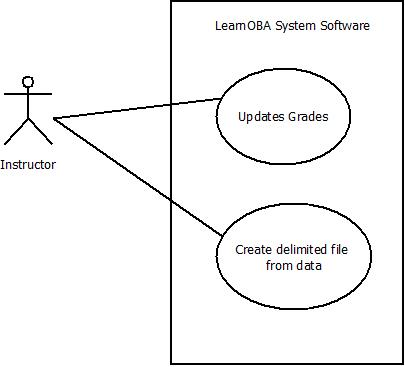 LearnOBA System Software
Updates Grades
Instructor
Create delimited file
from data